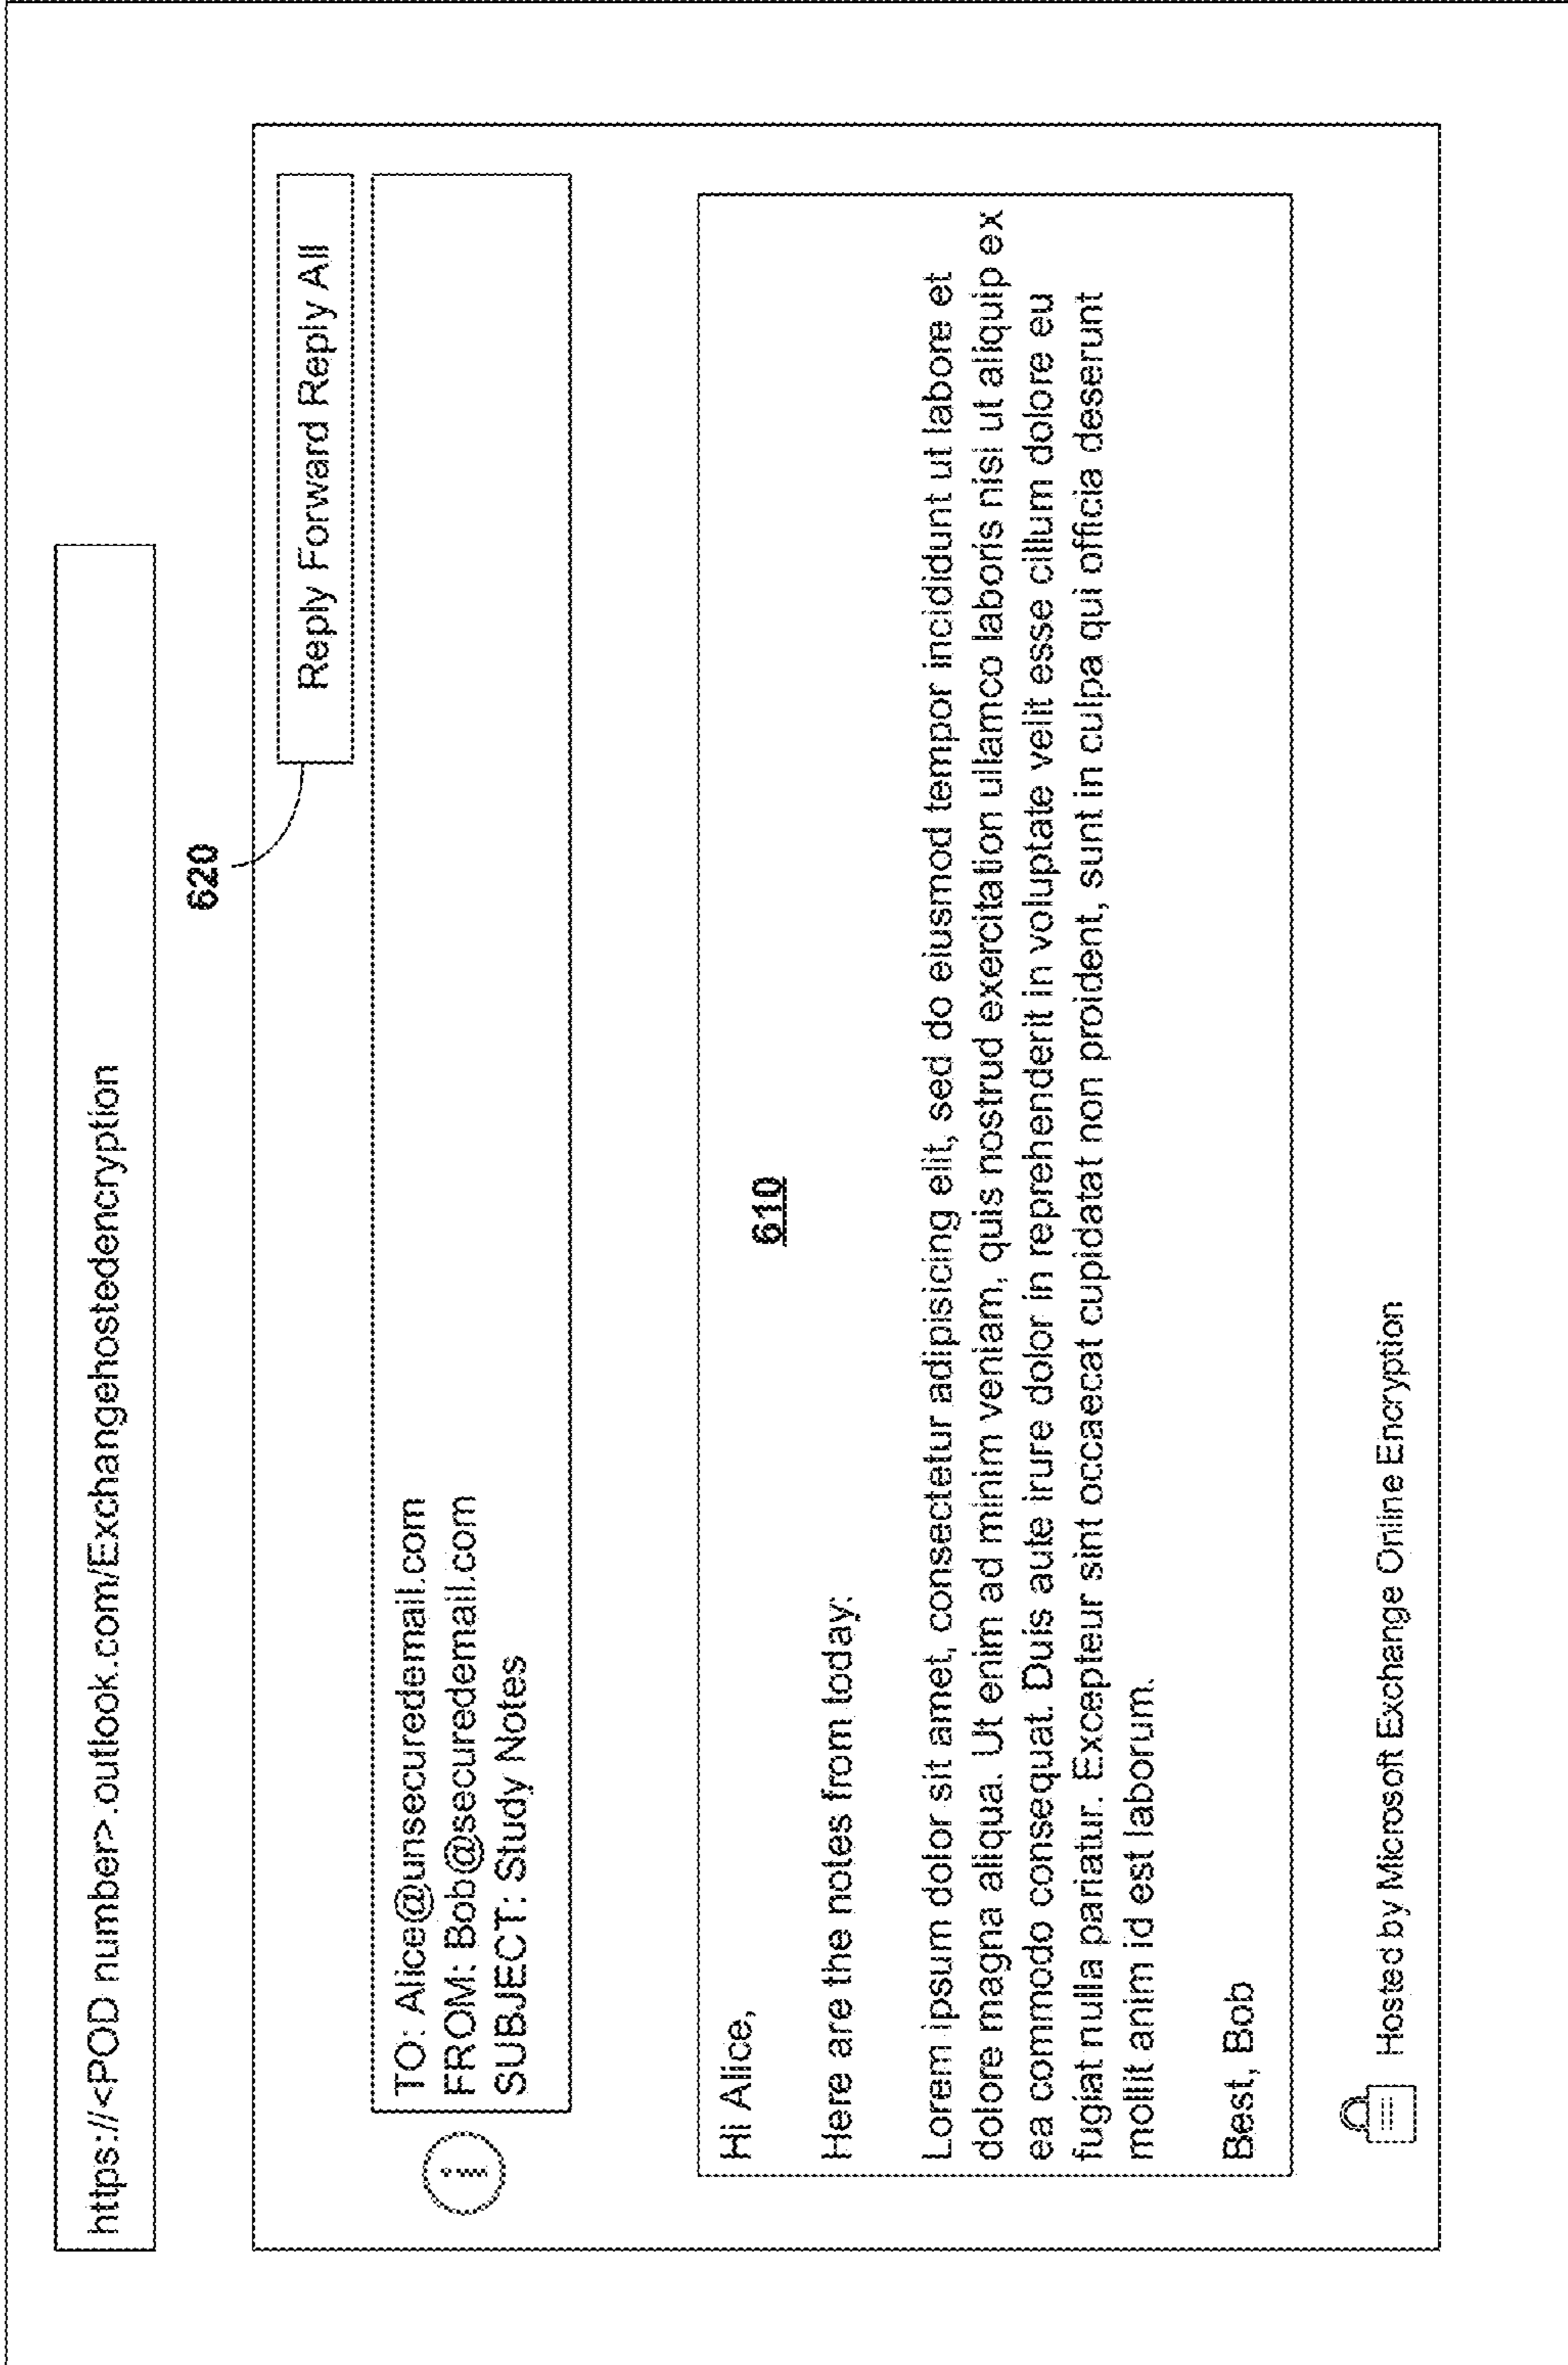 https://<POD number>.outlook.com/Exchangehostedencryption
620
Reply Forward Reply All
TO: Alice@unsecuredemail.com
FROM: Bob@securedemail.com
SUBJECT: Study Notes
i
610
Hi Alice,
Here are the notes from today:
Lorem ipsum dolor sit amet, consectetur adipisicing elit, sed do eiusmod tempor incididunt ut labore et
dolore magna aliqua. Ut enim ad minim veniam, quis nostrud exercitation ullamco laboris nisi ut aliquip ex
ea commodo consequat. Duis aute irure dolor in reprehenderit in voluptate velit esse cillum dolore eu
fugiat nulla pariatur. Excepteur sint occaecat cupidatat non proident, sunt in culpa qui officia deserunt
mollit anim id est laborum.
Best, Bob
Hosted by Microsoft Exchange Online Encryption